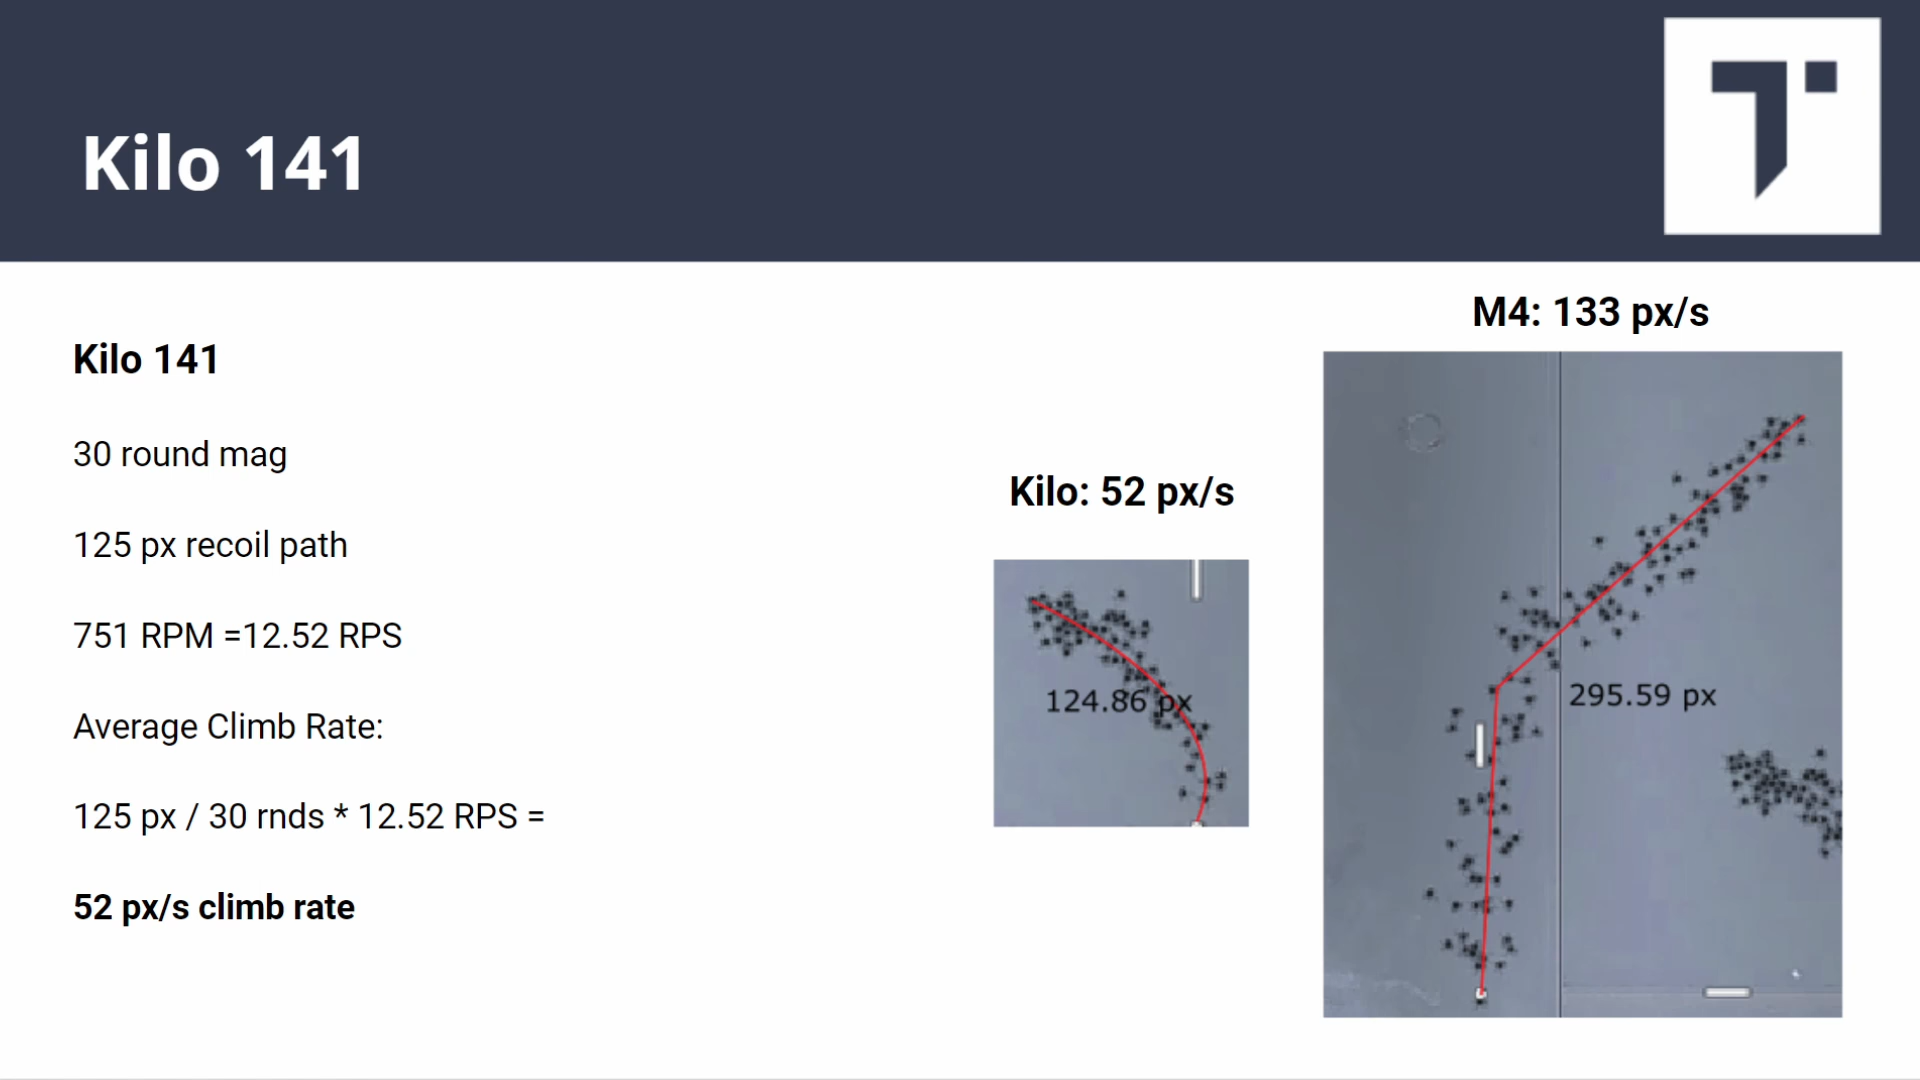 Kilo 141
Kilo 141
30 round mag
125 px recoil path
751 RPM =12.52 RPS
Average Climb Rate:
125 px / 30 rnds * 12.52 RPS =
52 px/s climb rate
Kilo: 52 px/s
124.86 px
M4: 133 px/s
295.59 px